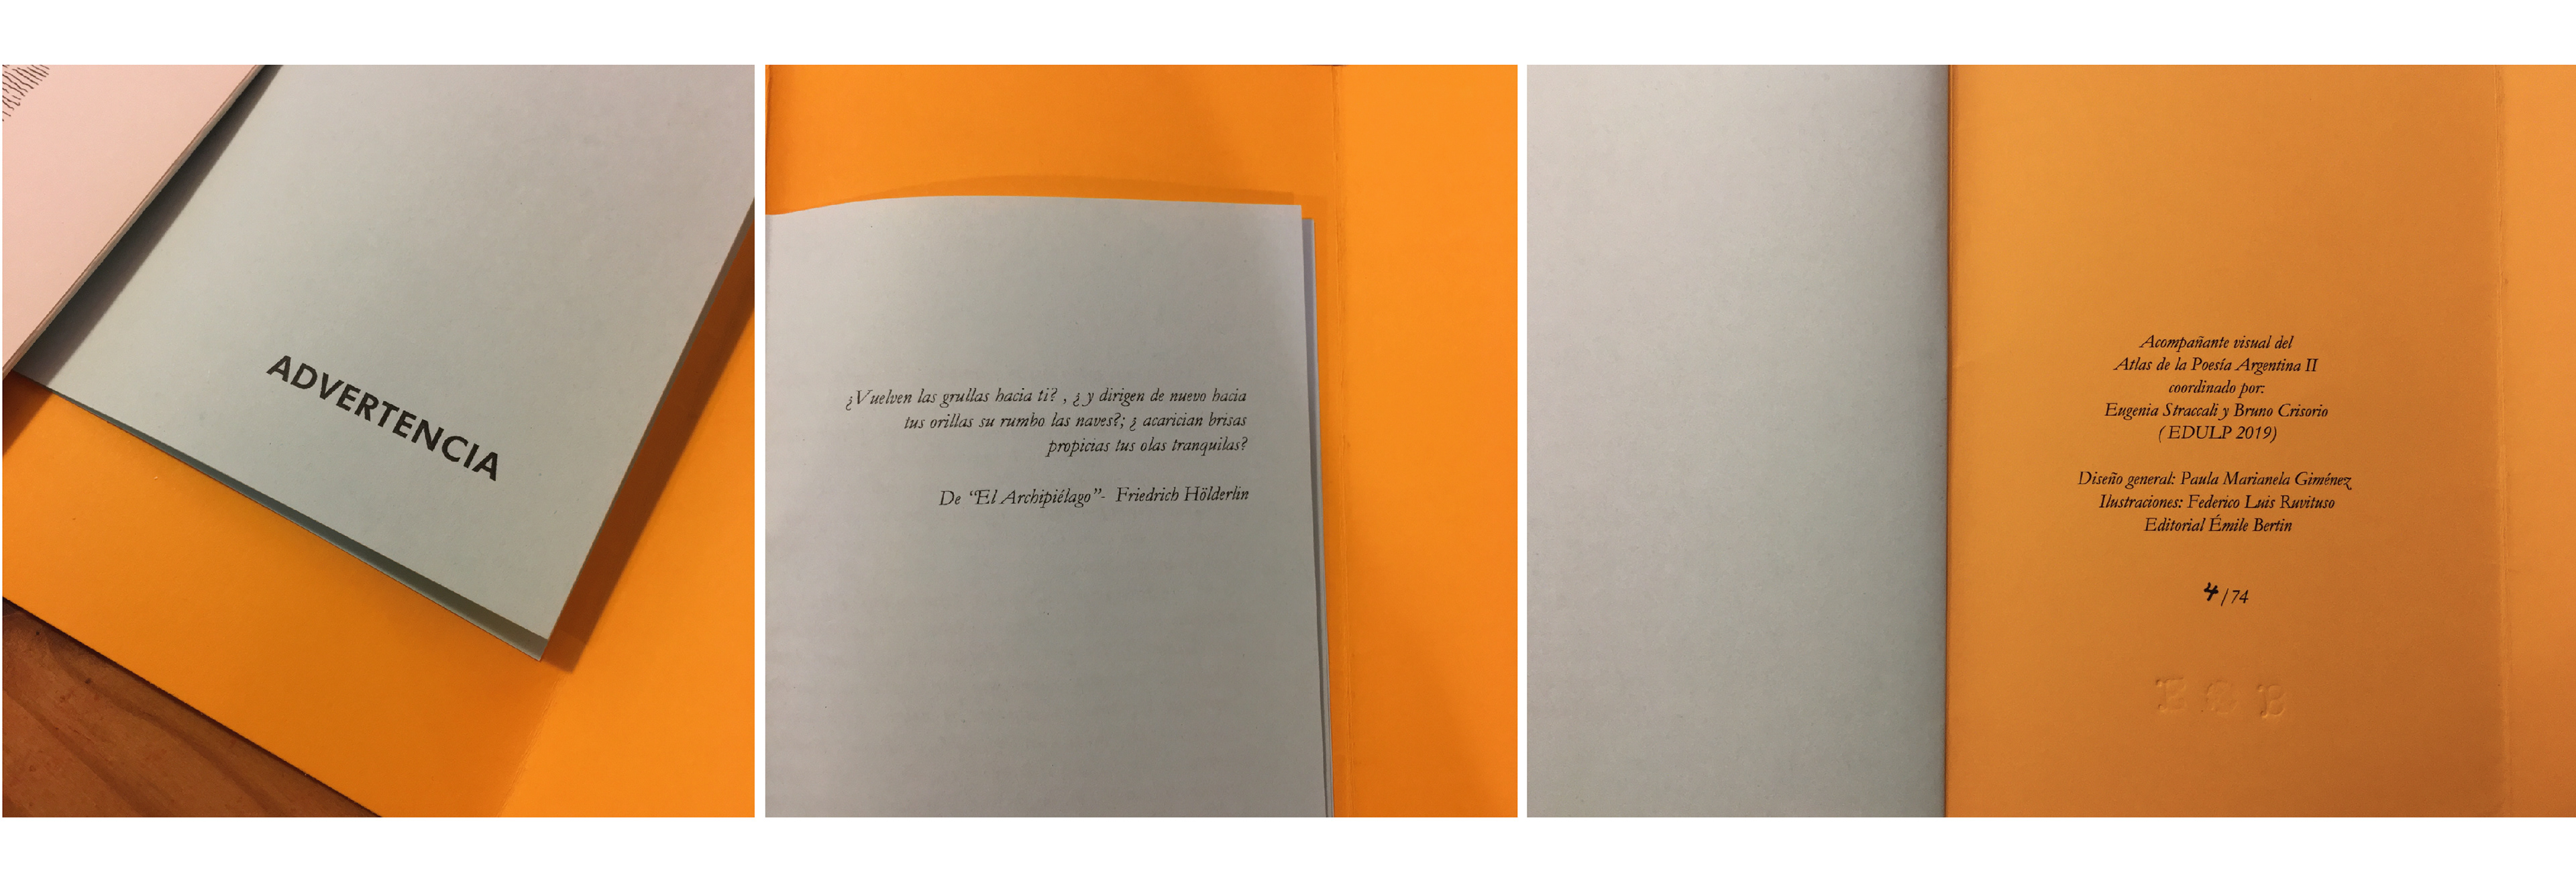 ADVERTENCIA
¿Vuelven las grullas hacia ti? , ¿ y dirigen de nuevo hacia
tus orillas su rumbo las naves?; ¿ acarician brisas
propicias tus olas tranquilas?
De “El Archipiélago”- Friedrich Hölderlin
Acompañante visual del
Atlas de la Poesía Argentina II
coordinado por:
Eugenia Straccali y Bruno Crisorio
( EDULP 2019)
Diseño general: Paula Marianela Giménez
Ilustraciones: Federico Luis Ruvituso
Editorial Émile Bertin
4/74